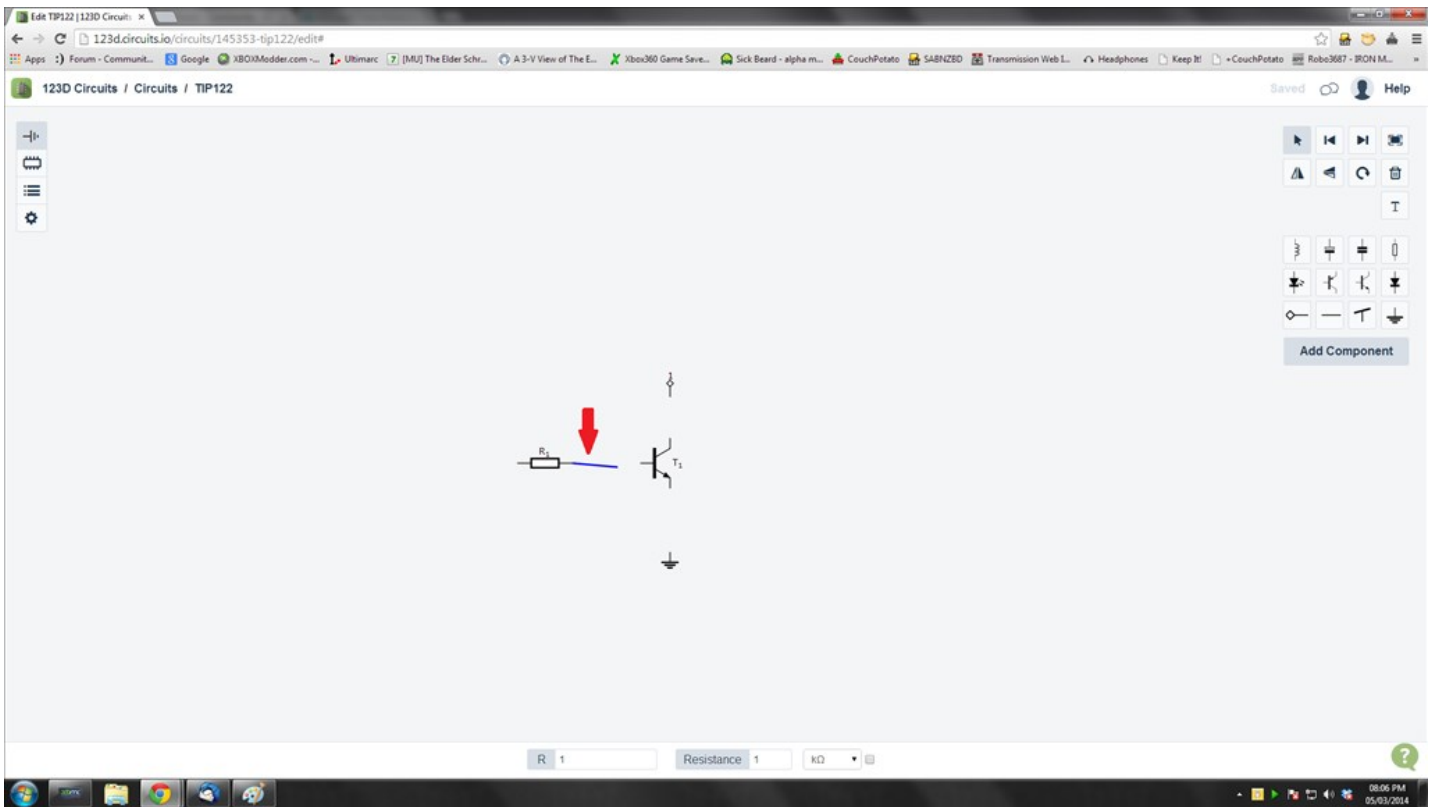 Edit TIP122 | 123D Circuits ×
123d.circuits.io/circuits/145353-tip122/edit#
Apps :) Forum - Communit... Google XBOXModder.com -... Ultimarc [MU] The Elder Schr... A 3-V View of The E... Xbox360 Game Save... Sick Beard - alpha m... CouchPotato SABNZBD Transmission Web I... Headphones Keep It! +CouchPotato Robo3687 - IRON M... »
123D Circuits / Circuits / TIP122 Saved Help
T
Add Component
1
R1
T1
R 1 Resistance 1 kΩ
?
08:06 PM
05/03/2014